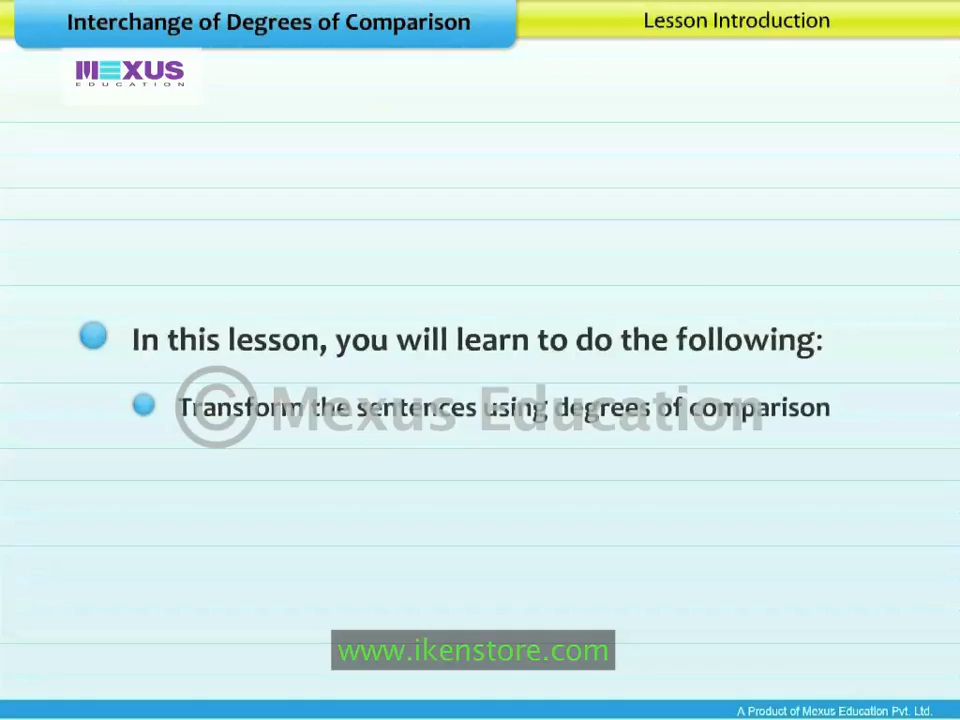 Interchange of Degrees of Comparison
Lesson Introduction
MEXUS
EDUCATION
In this lesson, you will learn to do the following:
Transform the sentences using degrees of comparison
© Mexus Education
www.ikenstore.com
A Product of Mexus Education Pvt. Ltd.